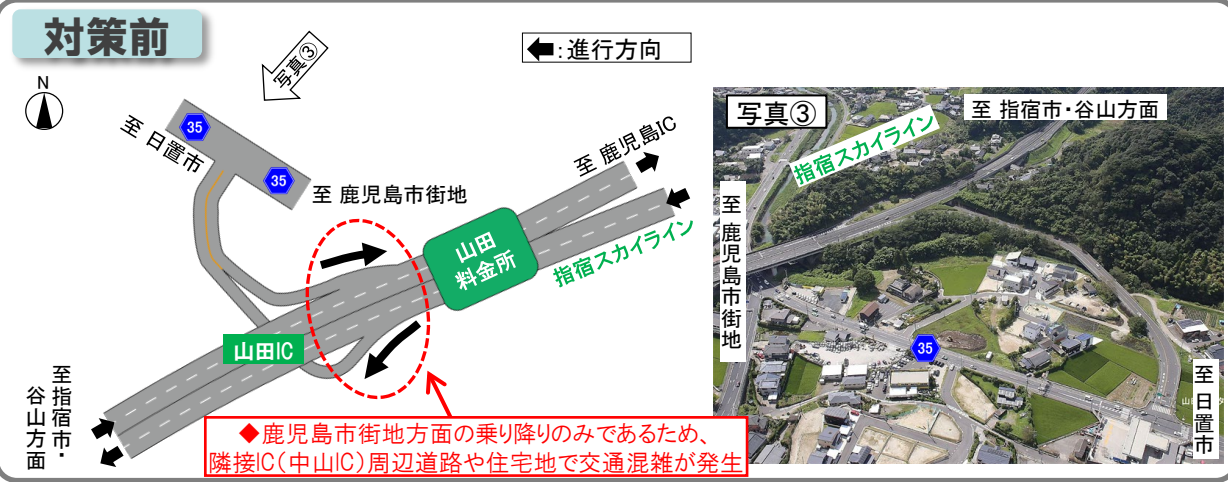 対策前
写真③
⬅:進行方向
N
至 日置市
35
35
至 鹿児島市街地
至 鹿児島IC
山田
料金所
指宿スカイライン
山田IC
至指宿市・
谷山方面
◆鹿児島市街地方面の乗り降りのみであるため、
隣接IC(中山IC)周辺道路や住宅地で交通混雑が発生
写真③
至 指宿市・谷山方面
指宿スカイライン
至 鹿児島市街地
35
至 日置市